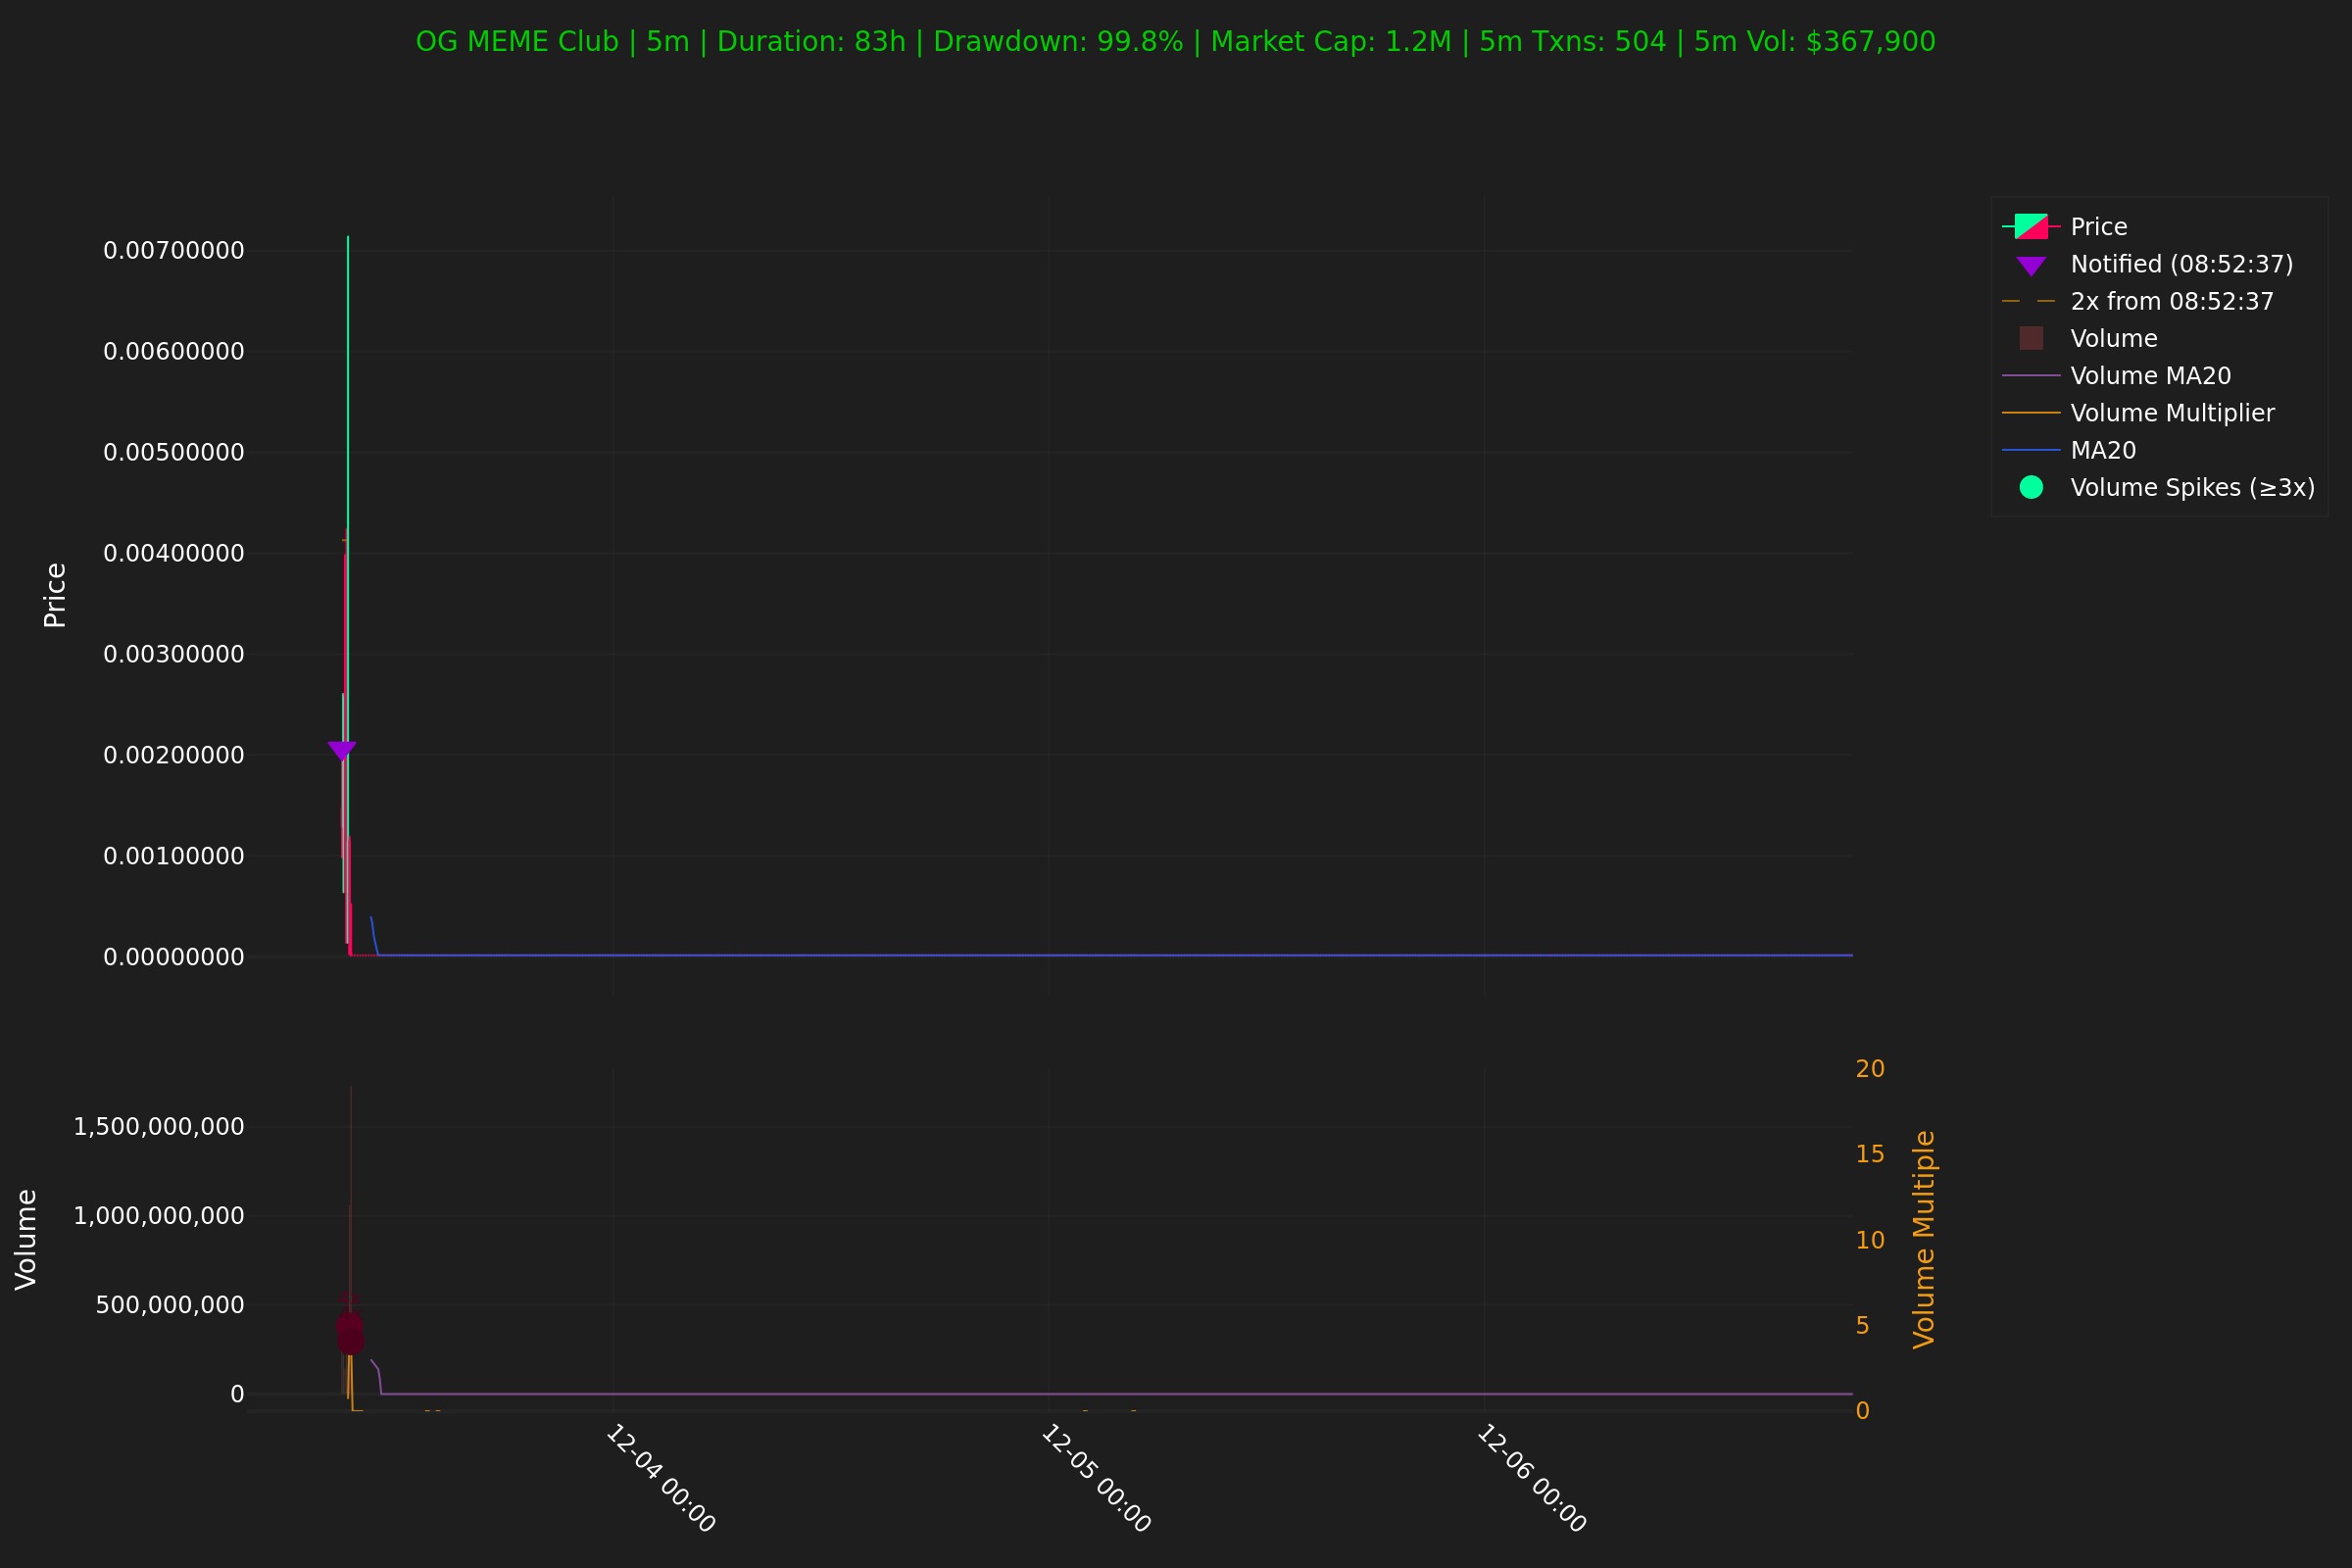 OG MEME Club | 5m | Duration: 83h | Drawdown: 99.8% | Market Cap: 1.2M | 5m Txns: 504 | 5m Vol: $367,900
Price
Notified (08:52:37)
2x from 08:52:37
Volume
Volume MA20
Volume Multiplier
MA20
Volume Spikes (≥3x)
Price
0.00700000
0.00600000
0.00500000
0.00400000
0.00300000
0.00200000
0.00100000
0.00000000
Volume
1,500,000,000
1,000,000,000
500,000,000
0
20
15
10
5
0
Volume Multiple
12-04 00:00
12-05 00:00
12-06 00:00